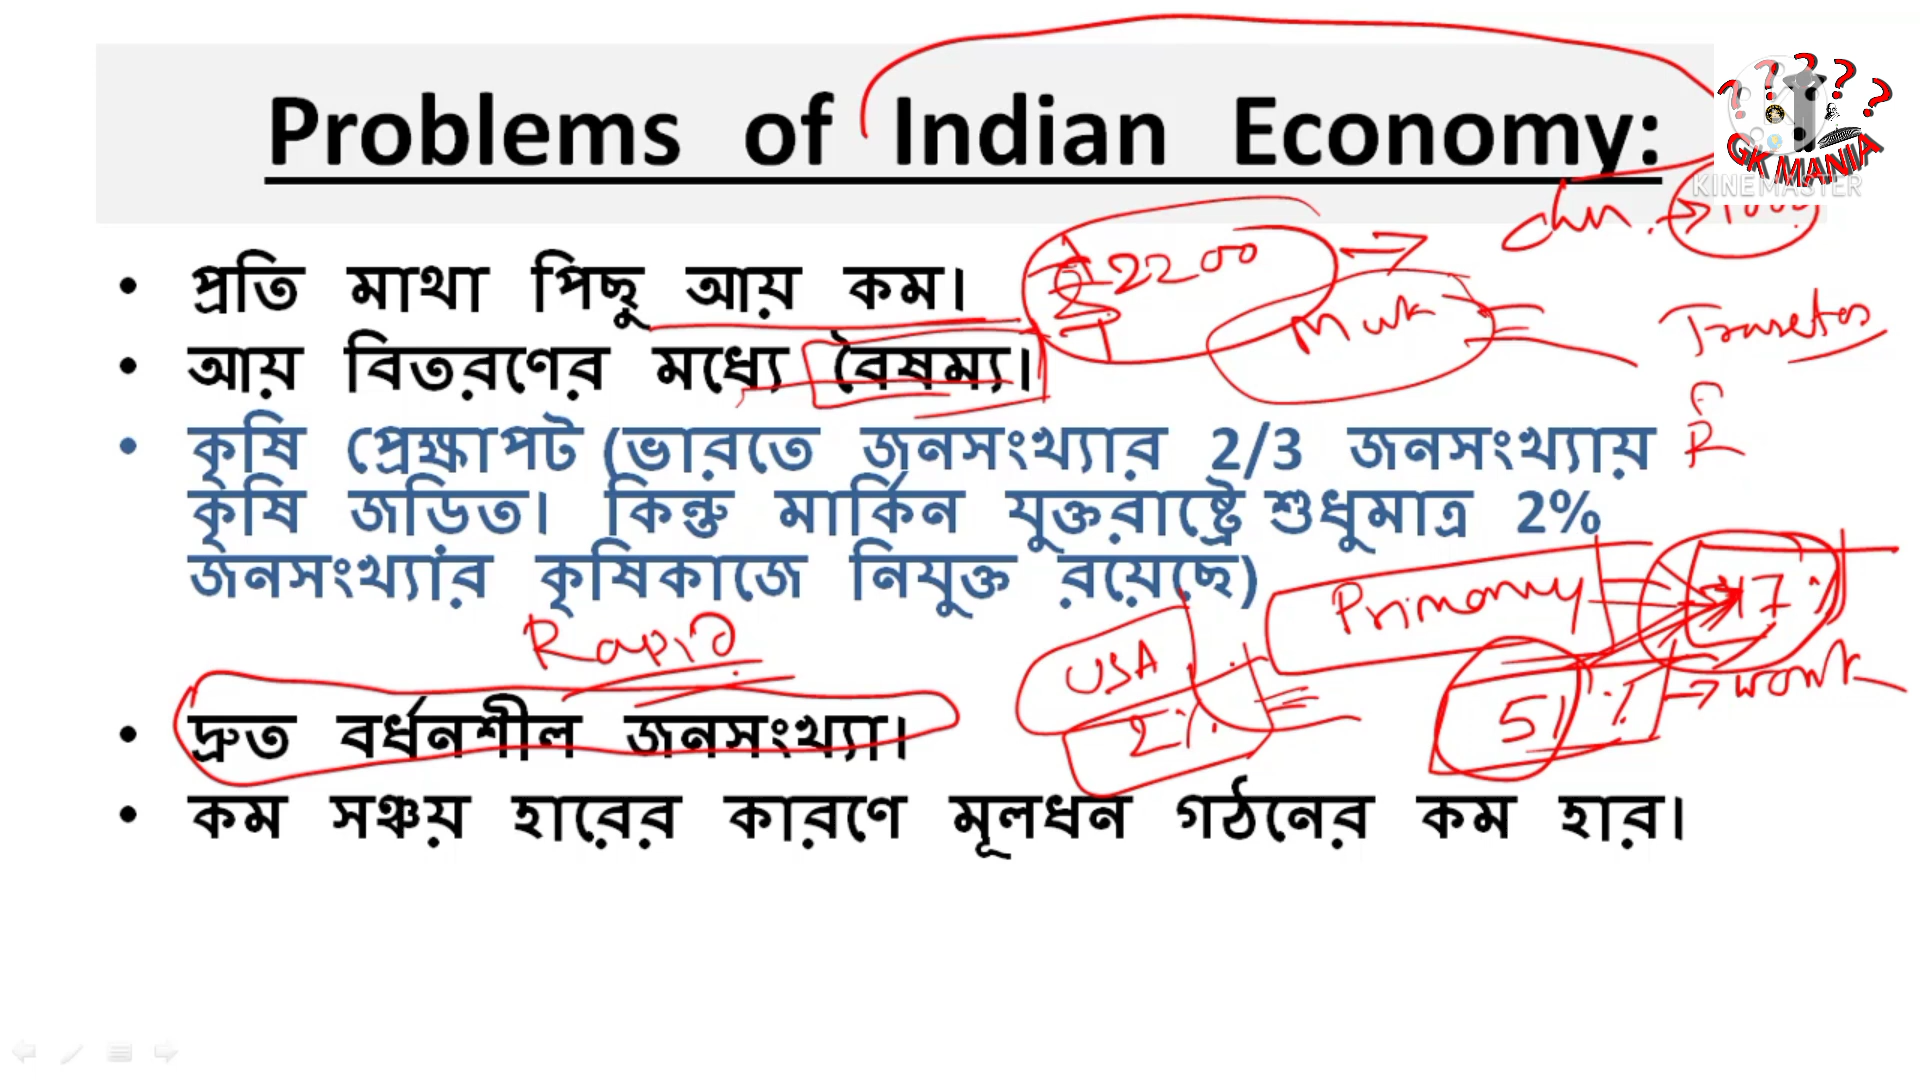 Problems of Indian Economy:
????? 
GK MANIA
KINEMASTER
• প্রতি মাথা পিছু আয় কম।
$2200
• আয় বিতরণের মধ্যে বৈষম্য।
• কৃষি প্রেক্ষাপট (ভারতে জনসংখ্যার 2/3 জনসংখ্যায়
R
কৃষি জড়িত। কিন্তু মার্কিন যুক্তরাষ্ট্রে শুধুমাত্র 2%
জনসংখ্যার কৃষিকাজে নিযুক্ত রয়েছে)
Primary
17%
Rapid
USA
2%
51% → work
• দ্রুত বর্ধনশীল জনসংখ্যা।
• কম সঞ্চয় হারের কারণে মূলধন গঠনের কম হার।